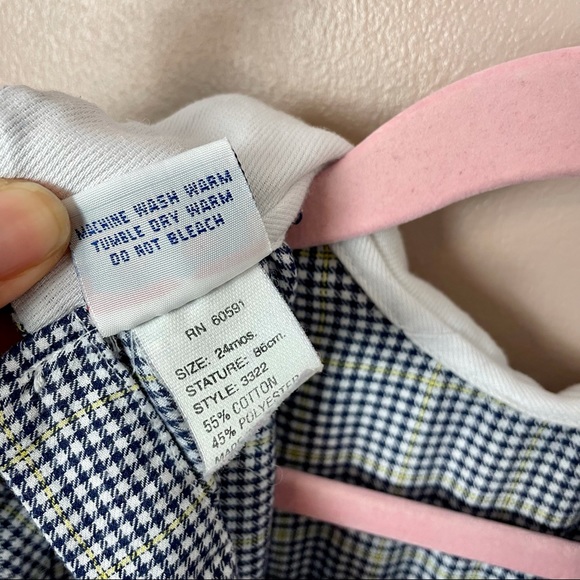 MACHINE WASH WARM
TUMBLE DRY WARM
DO NOT BLEACH
RN 60591
SIZE: 24mos.
STATURE: 86cm.
STYLE: 3322
55% COTTON
45% POLYESTER